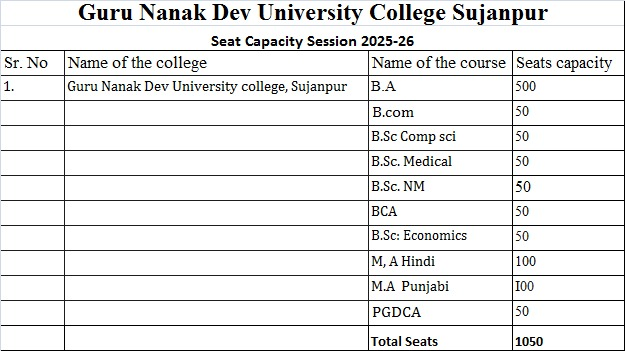 Guru Nanak Dev University College Sujanpur
Seat Capacity Session 2025-26
Sr. No Name of the college Name of the course Seats capacity
1. Guru Nanak Dev University college, Sujanpur B.A 500
B.com 50
B.Sc Comp sci 50
B.Sc. Medical 50
B.Sc. NM 50
BCA 50
B.Sc: Economics 50
M, A Hindi 100
M.A Punjabi I00
PGDCA 50
Total Seats 1050